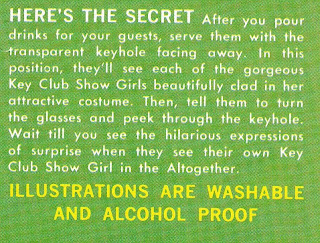 HERE'S THE SECRET After you pour
drinks for your guests, serve them with the
transparent keyhole facing away. In this
position, they'll see each of the gorgeous
Key Club Show Girls beautifully clad in her
attractive costume. Then, tell them to turn
the glasses and peek through the keyhole.
Wait till you see the hilarious expressions
of surprise when they see their own Key
Club Show Girl in the Altogether.
ILLUSTRATIONS ARE WASHABLE
AND ALCOHOL PROOF